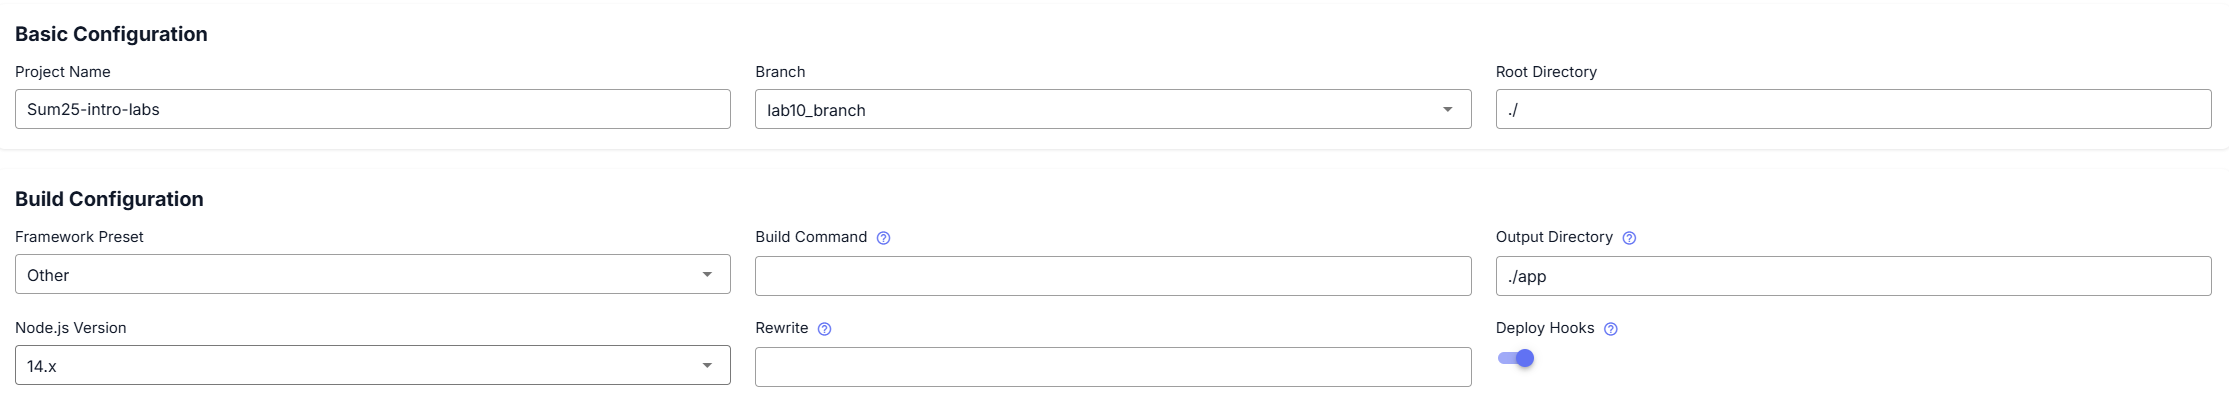 Basic Configuration
Project Name
Branch
Root Directory
Sum25-intro-labs
lab10_branch
./
Build Configuration
Framework Preset
Build Command
Output Directory
Other
./app
Node.js Version
Rewrite
Deploy Hooks
14.x